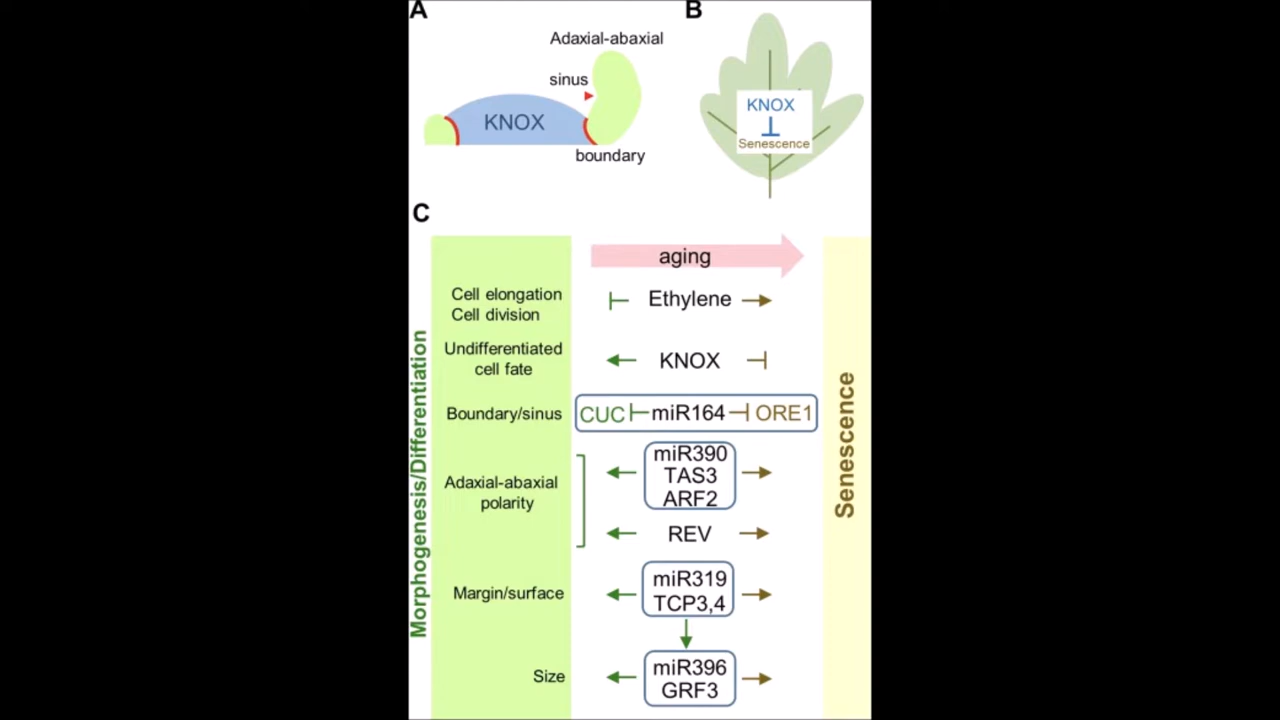 A
Adaxial-abaxial
sinus
KNOX
boundary
B
KNOX
Senescence
C
Morphogenesis/Differentiation
aging
Cell elongation
Cell division
Ethylene
Undifferentiated
cell fate
KNOX
Boundary/sinus
CUC miR164 ORE1
Adaxial-abaxial
polarity
miR390
TAS3
ARF2
REV
Margin/surface
miR319
TCP3,4
Size
miR396
GRF3
Senescence